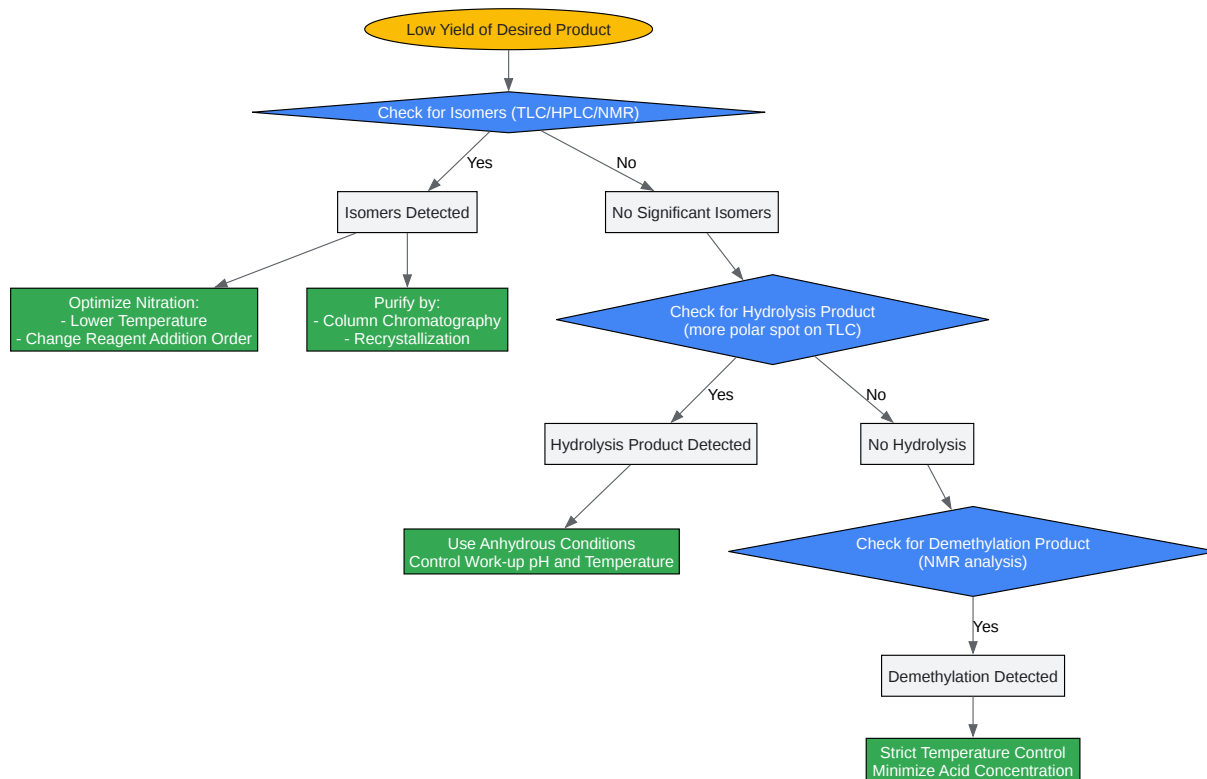 Low Yield of Desired Product
Check for Isomers (TLC/HPLC/NMR)
Yes
No
Isomers Detected
No Significant Isomers
Optimize Nitration:
- Lower Temperature
- Change Reagent Addition Order
Purify by:
- Column Chromatography
- Recrystallization
Check for Hydrolysis Product
(more polar spot on TLC)
Yes
No
Hydrolysis Product Detected
No Hydrolysis
Use Anhydrous Conditions
Control Work-up pH and Temperature
Check for Demethylation Product
(NMR analysis)
Yes
Demethylation Detected
Strict Temperature Control
Minimize Acid Concentration